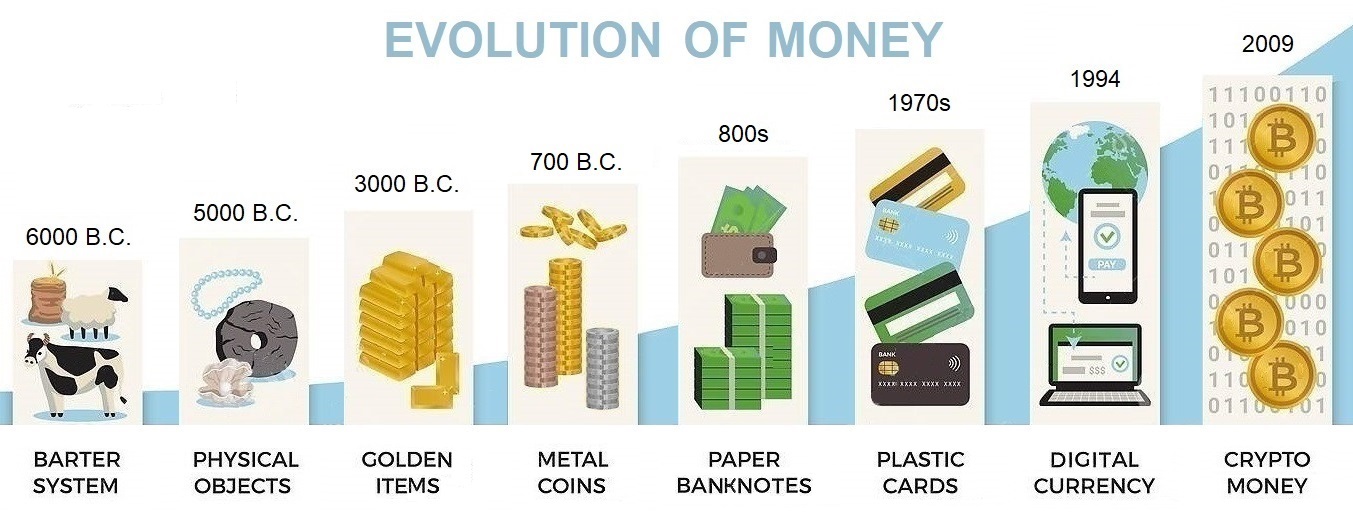 EVOLUTION OF MONEY
6000 B.C.
5000 B.C.
3000 B.C.
700 B.C.
800s
1970s
1994
2009
BANK
XXXX XXXX XXXX XXXX
BANK
XXXX XXXX XXXX XXXX
PAY
$$$
11100110
BARTER
SYSTEM
PHYSICAL
OBJECTS
GOLDEN
ITEMS
METAL
COINS
PAPER
BANKNOTES
PLASTIC
CARDS
DIGITAL
CURRENCY
CRYPTO
MONEY